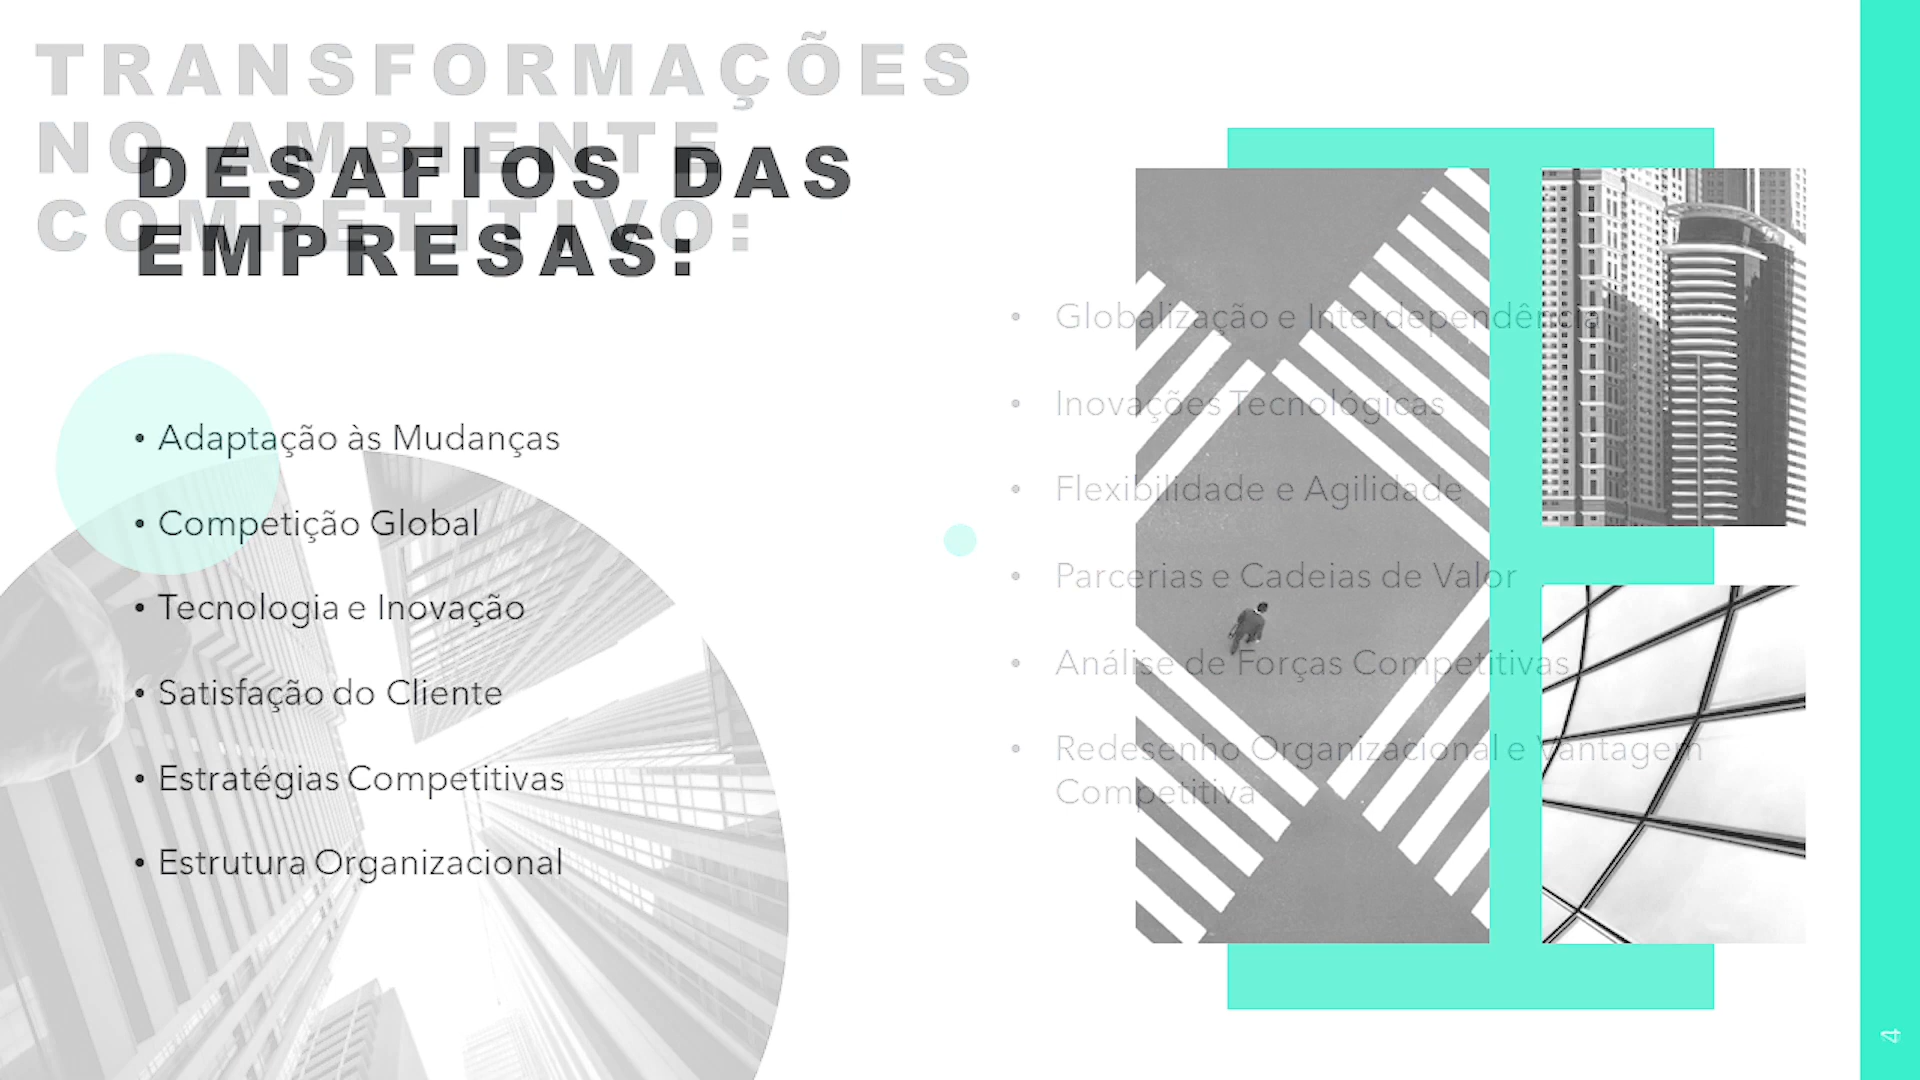 TRANSFORMAÇÕES
NO AMBIENTE
COMPETITIVO:
DESAFIOS DAS
EMPRESAS:
• Adaptação às Mudanças
• Competição Global
• Tecnologia e Inovação
• Satisfação do Cliente
• Estratégias Competitivas
• Estrutura Organizacional
• Globalização e Interdependência
• Inovações Tecnológicas
• Flexibilidade e Agilidade
• Parcerias e Cadeias de Valor
• Análise de Forças Competitivas
• Redesenho Organizacional e Vantagem
Competitiva
4